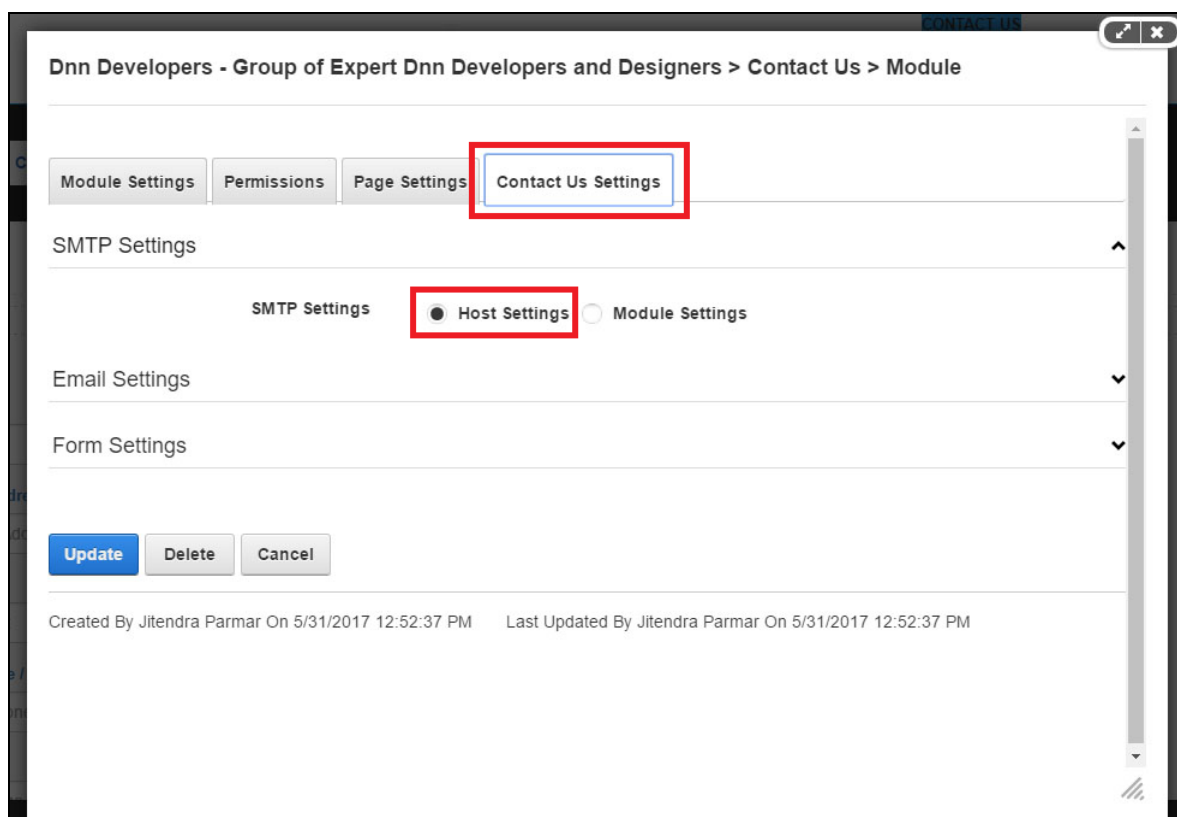 CONTACT US
Dnn Developers - Group of Expert Dnn Developers and Designers > Contact Us > Module
Module Settings Permissions Page Settings Contact Us Settings
SMTP Settings
SMTP Settings Host Settings Module Settings
Email Settings
Form Settings
Update Delete Cancel
Created By Jitendra Parmar On 5/31/2017 12:52:37 PM Last Updated By Jitendra Parmar On 5/31/2017 12:52:37 PM